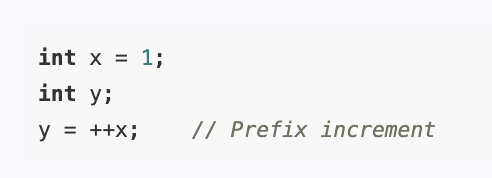 int x = 1;
int y;
y = ++x;    // Prefix increment